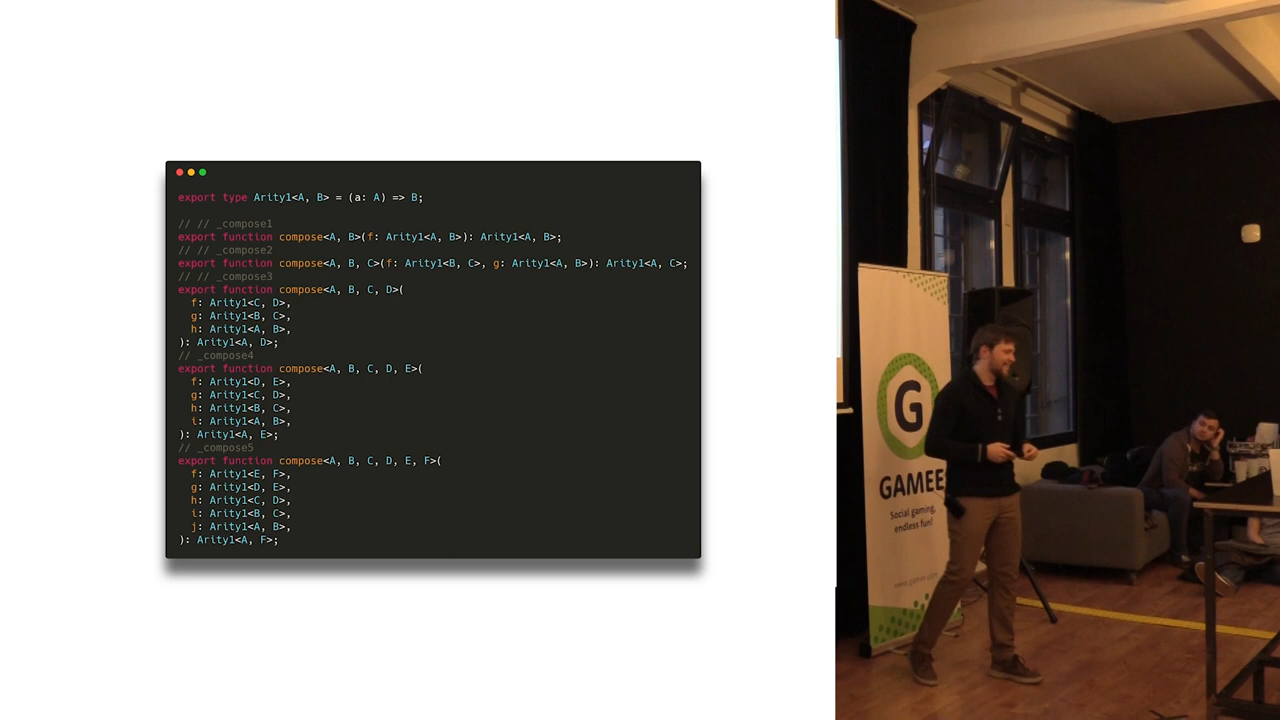 export type Arity1<A, B> = (a: A) => B;
// // _compose1
export function compose<A, B>(f: Arity1<A, B>): Arity1<A, B>;
// // _compose2
export function compose<A, B, C>(f: Arity1<B, C>, g: Arity1<A, B>): Arity1<A, C>;
// // _compose3
export function compose<A, B, C, D>(
f: Arity1<C, D>,
g: Arity1<B, C>,
h: Arity1<A, B>,
): Arity1<A, D>;
// _compose4
export function compose<A, B, C, D, E>(
f: Arity1<D, E>,
g: Arity1<C, D>,
h: Arity1<B, C>,
i: Arity1<A, B>,
): Arity1<A, E>;
// _compose5
export function compose<A, B, C, D, E, F>(
f: Arity1<E, F>,
g: Arity1<D, E>,
h: Arity1<C, D>,
i: Arity1<B, C>,
j: Arity1<A, B>,
): Arity1<A, F>;
G
GAMEE
Social gaming,
endless fun!